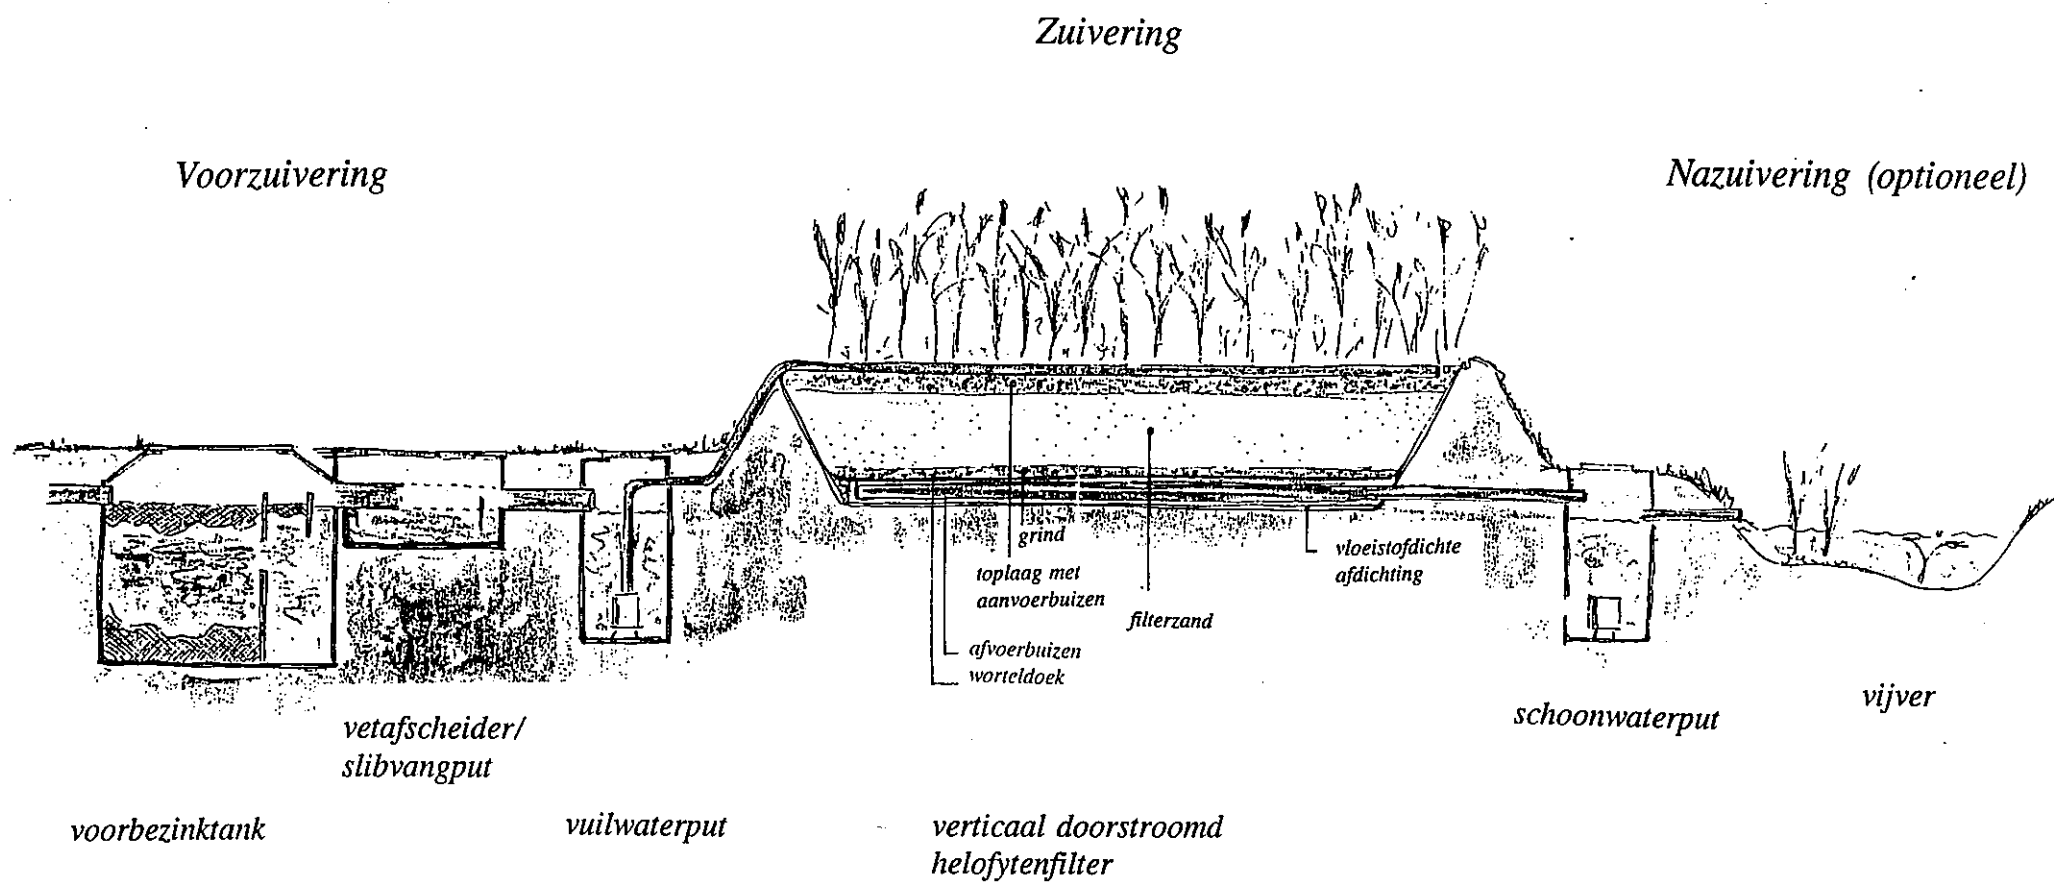 Zuivering
Voorzuivering
Nazuivering (optioneel)
grind
toplaag met
aanvoerbuizen
filterzand
vloeistofdichte
afdichting
afvoerbuizen
worteldoek
vetafscheider/
slibvangput
schoonwaterput
vijver
voorbezinktank
vuilwaterput
verticaal doorstroomd
helofytenfilter